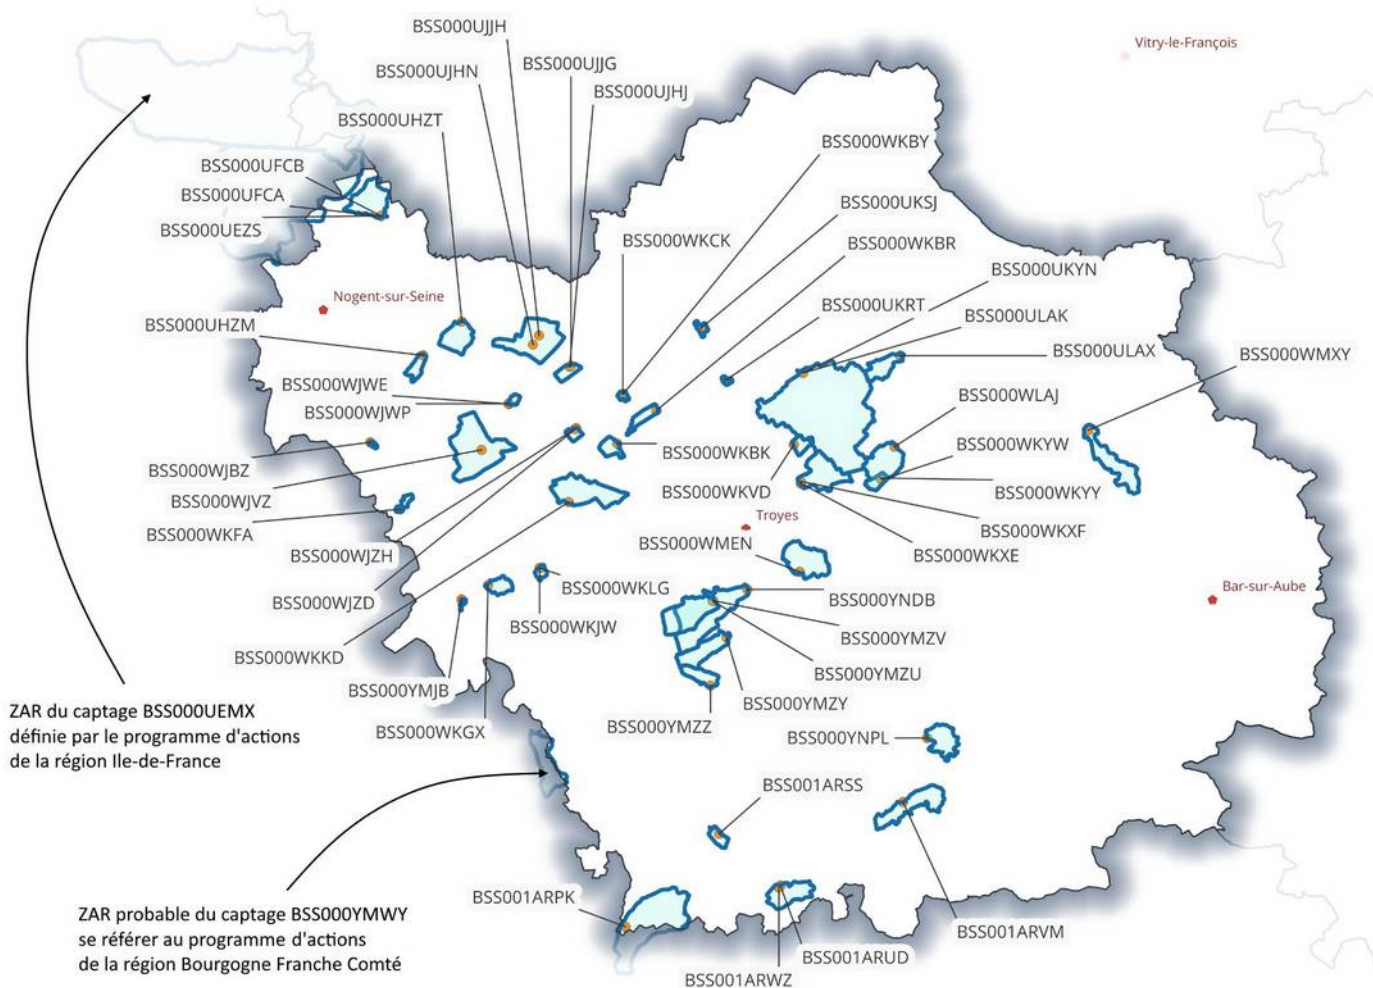 BSS000UJJH
Vitry-le-François
BSS000UJJG
BSS000UJHN
BSS000UJHJ
BSS000UHZT
BSS000WKBY
BSS000UFCB
BSS000UFCA
BSS000UKSJ
BSS000UEZS
BSS000WKCK
BSS000WKBR
BSS000UKYN
Nogent-sur-Seine
BSS000UKRT
BSS000ULAK
BSS000UHZM
BSS000ULAX
BSS000WMXY
BSS000WJWE
BSS000WLAJ
BSS000WJWP
BSS000WKYW
BSS000WKBK
BSS000WJBZ
BSS000WKVD
BSS000WKYY
BSS000WJVZ
Troyes
BSS000WKXF
BSS000WKFA
BSS000WMEN
BSS000WJZH
BSS000WKXE
BSS000WKLG
Bar-sur-Aube
BSS000WJZD
BSS000YNDB
BSS000WKJW
BSS000YMZV
BSS000WKKD
BSS000YMZU
BSS000YMJB
BSS000YMZY
BSS000YMZZ
BSS000WKGX
BSS000YNPL
ZAR du captage BSS000UEMX
définie par le programme d'actions
de la région Ile-de-France
BSS001ARSS
BSS001ARPK
ZAR probable du captage BSS000YMWY
se référer au programme d'actions
de la région Bourgogne Franche Comté
BSS001ARVM
BSS001ARUD
BSS001ARWZ